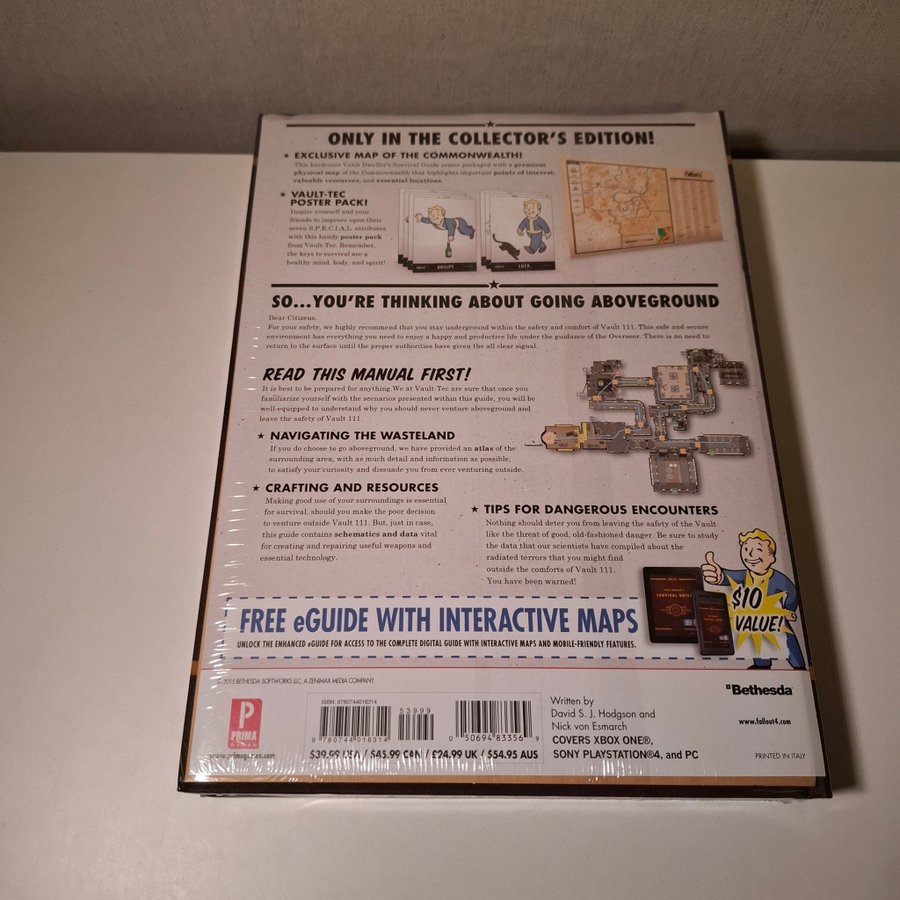 ONLY IN THE COLLECTOR'S EDITION!
★ EXCLUSIVE MAP OF THE COMMONWEALTH!
This hardcover Vault Dweller's Survival Guide comes packaged with a premium
physical map of the Commonwealth that highlights important points of interest,
valuable resources, and essential locations.
★ VAULT-TEC
POSTER PACK!
Inspire yourself and your
friends to improve upon their
seven S.P.E.C.I.A.L. attributes
with this handy poster pack
from Vault-Tec. Remember,
the keys to survival are a
healthy mind, body, and spirit!
AGILITY
LUCK
Fallout 4
SO...YOU'RE THINKING ABOUT GOING ABOVEGROUND
Dear Citizens,
For your safety, we highly recommend that you stay underground within the safety and comfort of Vault 111. This safe and secure
environment has everything you need to enjoy a happy and productive life under the guidance of the Overseer. There is no need to
return to the surface until the proper authorities have given the all clear signal.
READ THIS MANUAL FIRST!
It is best to be prepared for anything. We at Vault-Tec are sure that once you
familiarize yourself with the scenarios presented within this guide, you will be
well-equipped to understand why you should never venture aboveground and
leave the safety of Vault 111.
★ NAVIGATING THE WASTELAND
If you do choose to go aboveground, we have provided an atlas of the
surrounding area, with as much detail and information as possible,
to satisfy your curiosity and dissuade you from ever venturing outside.
★ CRAFTING AND RESOURCES
Making good use of your surroundings is essential
for survival, should you make the poor decision
to venture outside Vault 111. But, just in case,
this guide contains schematics and data vital
for creating and repairing useful weapons and
essential technology.
★ TIPS FOR DANGEROUS ENCOUNTERS
Nothing should deter you from leaving the safety of the Vault
like the threat of good, old-fashioned danger. Be sure to study
the data that our scientists have compiled about the
radiated terrors that you might find
outside the comforts of Vault 111.
You have been warned!
FREE eGUIDE WITH INTERACTIVE MAPS
UNLOCK THE ENHANCED eGUIDE FOR ACCESS TO THE COMPLETE DIGITAL GUIDE WITH INTERACTIVE MAPS AND MOBILE-FRIENDLY FEATURES.
SURVIVAL GUIDE
$10
VALUE!
© 2015 BETHESDA SOFTWORKS LLC, A ZENIMAX MEDIA COMPANY.
Bethesda
www.fallout4.com
PRINTED IN ITALY
P
PRIMA
GAMES
www.primagames.com
ISBN: 9780744016314
53999
9 780744 016314
0 50694 83356 9
$39.99 USA / $45.99 CAN / £24.99 UK / $54.95 AUS
Written by
David S. J. Hodgson and
Nick von Esmarch
COVERS XBOX ONE®,
SONY PLAYSTATION®4, and PC